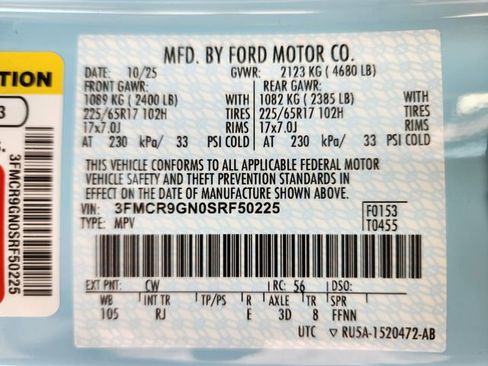 MFD. BY FORD MOTOR CO.
DATE: 10/25 GVWR: 2123 KG ( 4680 LB)
FRONT GAWR: REAR GAWR:
1089 KG ( 2400 LB) WITH 1082 KG ( 2385 LB) WITH
225/65R17 102H TIRES 225/65R17 102H TIRES
17x7.0J RIMS 17x7.0J RIMS
AT 230 kPa/ 33 PSI COLD AT 230 kPa/ 33 PSI COLD
THIS VEHICLE CONFORMS TO ALL APPLICABLE FEDERAL MOTOR
VEHICLE SAFETY AND THEFT PREVENTION STANDARDS IN
EFFECT ON THE DATE OF MANUFACTURE SHOWN ABOVE.
VIN: 3FMCR9GN0SRF50225 F0153
TYPE: MPV T0455
EXT PNT: CW RC: 56 DSO:
WB INT TR TP/PS R AXLE TR SPR
105 RJ E 3D 8 FFNN
UTC RU5A-1520472-AB
TION
3
3FMCR9GN0SRF50225